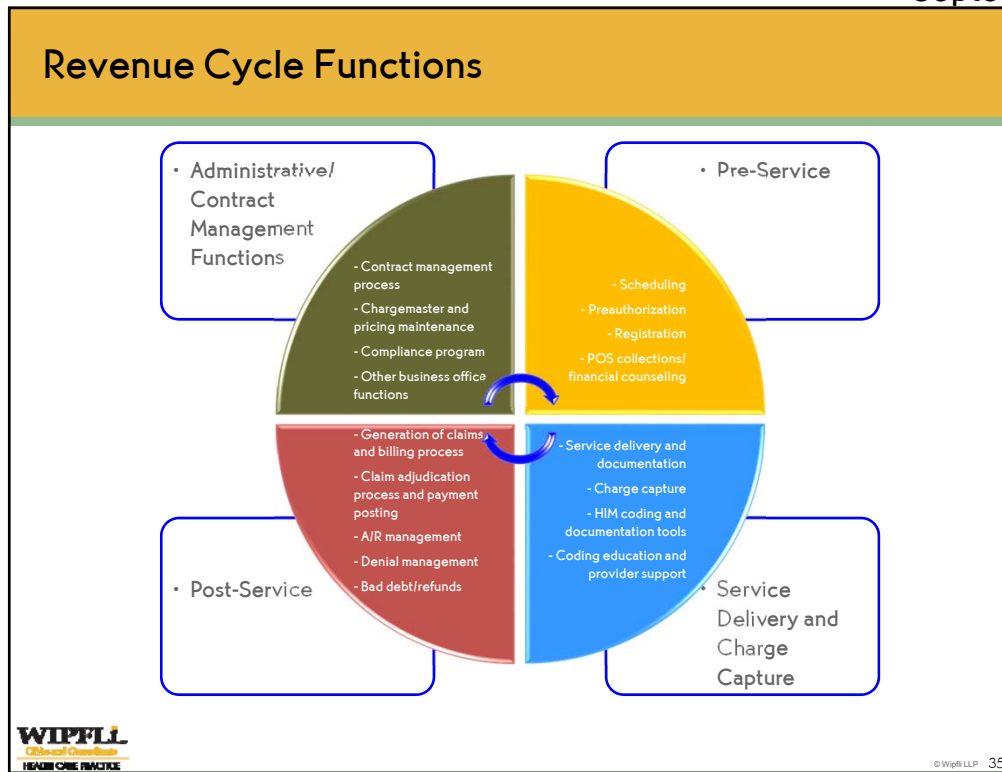 Revenue Cycle Functions
• Administrative/
Contract
Management
Functions
• Pre-Service
- Contract management
process
- Chargemaster and
pricing maintenance
- Compliance program
- Other business office
functions
- Scheduling
- Preauthorization
- Registration
- POS collections/
financial counseling
- Generation of claims
and billing process
- Claim adjudication
process and payment
posting
- A/R management
- Denial management
- Bad debt/refunds
- Service delivery and
documentation
- Charge capture
- HIM coding and
documentation tools
- Coding education and
provider support
• Post-Service
• Service
Delivery and
Charge
Capture
WIPFLi
CPAs and Consultants
HEALTH CARE PRACTICE
© Wipfli LLP 35